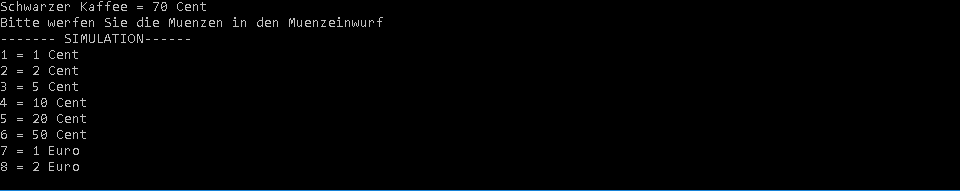 Schwarzer Kaffee = 70 Cent
Bitte werfen Sie die Muenzen in den Muenzeinwurf
------- SIMULATION------
1 = 1 Cent
2 = 2 Cent
3 = 5 Cent
4 = 10 Cent
5 = 20 Cent
6 = 50 Cent
7 = 1 Euro
8 = 2 Euro